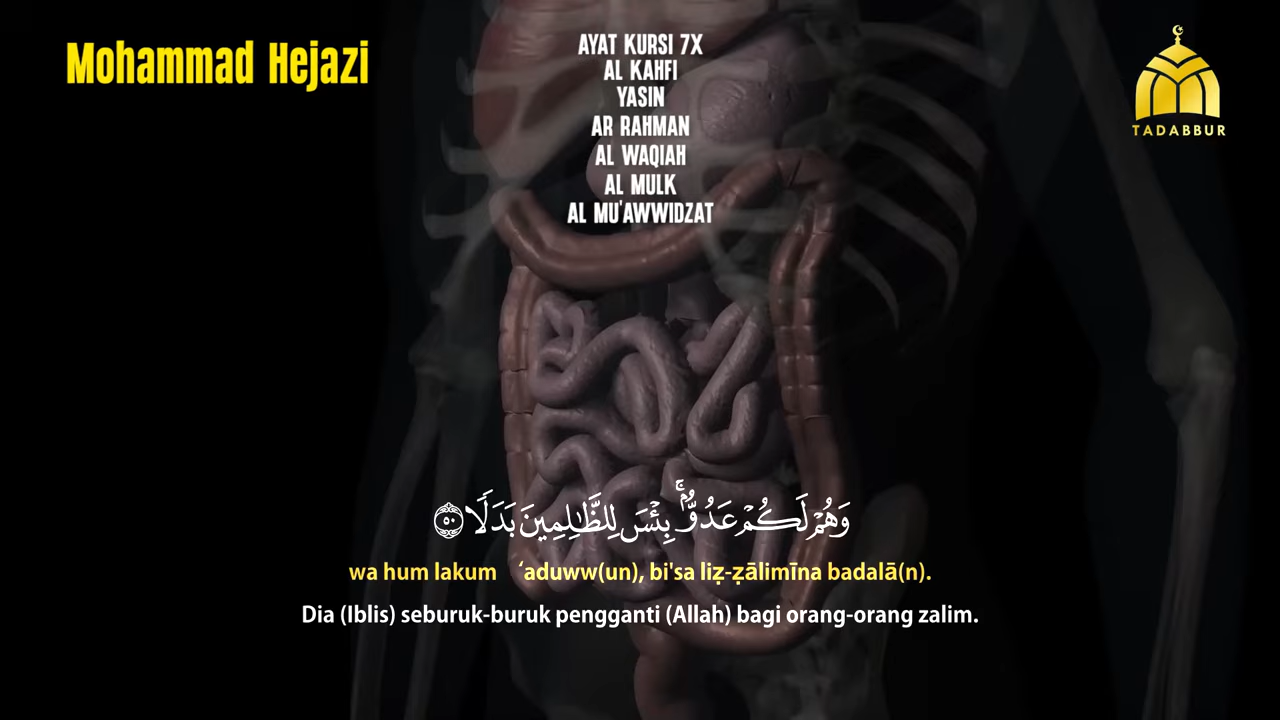 Mohammad Hejazi
AYAT KURSI 7X
AL KAHFI
YASIN
AR RAHMAN
AL WAQIAH
AL MULK
AL MU'AWWIDZAT
TADABBUR
وَهُمْ لَكُمْ عَدُوٌّۗ بِئْسَ لِلظّٰلِمِيْنَ بَدَلًا ۝٥٠
wa hum lakum ‘aduww(un), bi'sa liẓ-ẓālimīna badalā(n).
Dia (Iblis) seburuk-buruk pengganti (Allah) bagi orang-orang zalim.